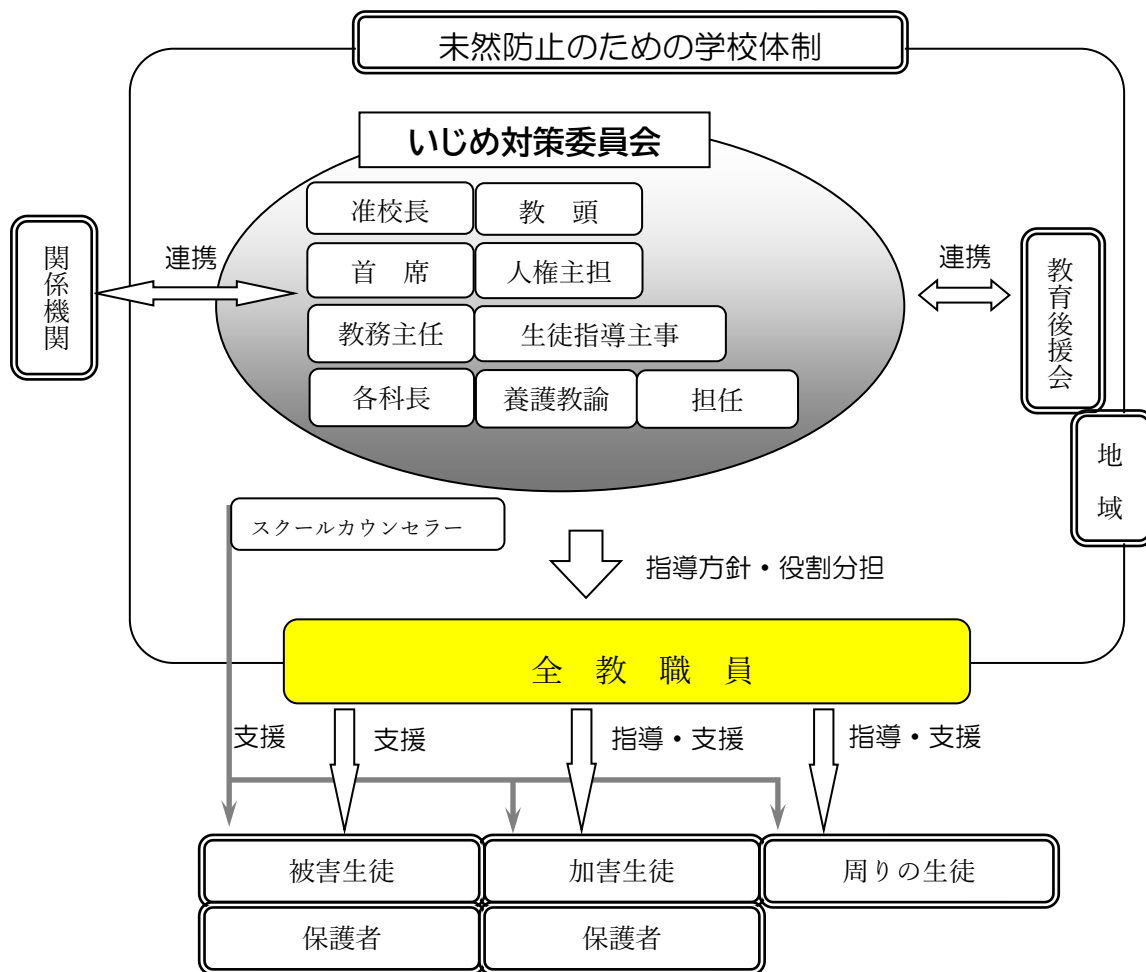 未然防止のための学校体制
いじめ対策委員会
准校長
教　頭
首　席
人権主担
教務主任
生徒指導主事
各科長
養護教諭
担任
関係機関
連携
連携
教育後援会
地域
スクールカウンセラー
指導方針・役割分担
全　教　職　員
支援
支援
指導・支援
指導・支援
被害生徒
加害生徒
周りの生徒
保護者
保護者